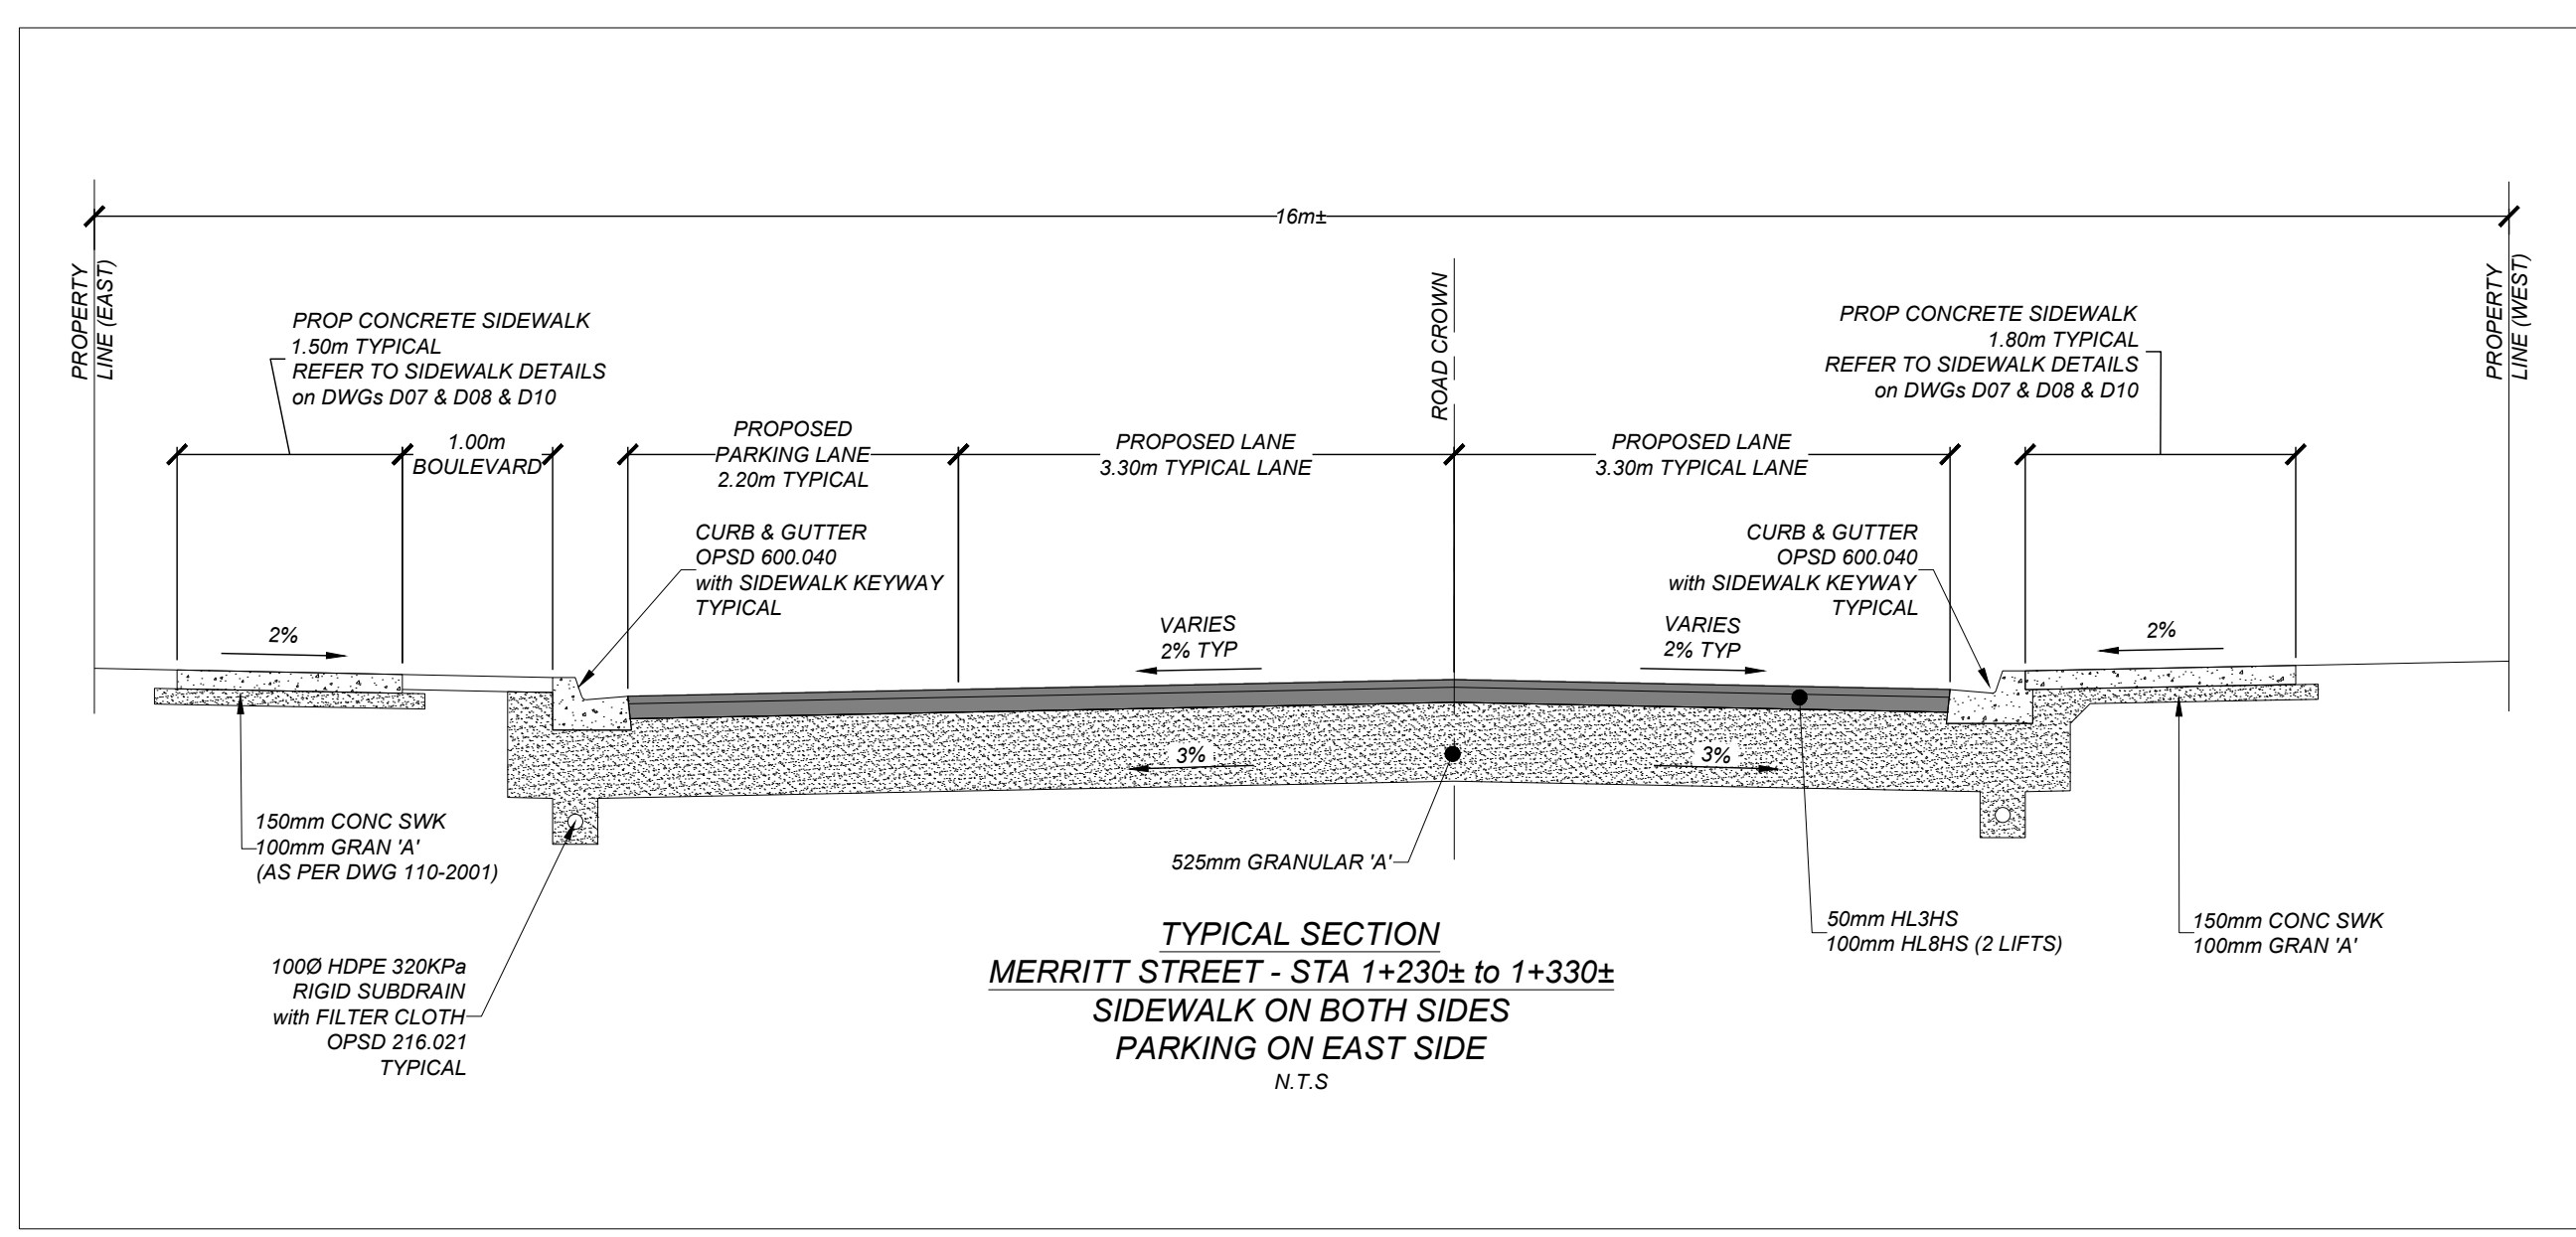 16m±
PROPERTY
LINE (EAST)
ROAD CROWN
PROPERTY
LINE (WEST)
PROP CONCRETE SIDEWALK
1.50m TYPICAL
REFER TO SIDEWALK DETAILS
on DWGs D07 & D08 & D10
PROP CONCRETE SIDEWALK
1.80m TYPICAL
REFER TO SIDEWALK DETAILS
on DWGs D07 & D08 & D10
1.00m
BOULEVARD
PROPOSED
PARKING LANE
2.20m TYPICAL
PROPOSED LANE
3.30m TYPICAL LANE
PROPOSED LANE
3.30m TYPICAL LANE
CURB & GUTTER
OPSD 600.040
with SIDEWALK KEYWAY
TYPICAL
CURB & GUTTER
OPSD 600.040
with SIDEWALK KEYWAY
TYPICAL
2%
VARIES
2% TYP
VARIES
2% TYP
2%
3%
3%
150mm CONC SWK
100mm GRAN 'A'
(AS PER DWG 110-2001)
525mm GRANULAR 'A'
50mm HL3HS
100mm HL8HS (2 LIFTS)
150mm CONC SWK
100mm GRAN 'A'
100Ø HDPE 320KPa
RIGID SUBDRAIN
with FILTER CLOTH
OPSD 216.021
TYPICAL
TYPICAL SECTION
MERRITT STREET - STA 1+230± to 1+330±
SIDEWALK ON BOTH SIDES
PARKING ON EAST SIDE
N.T.S